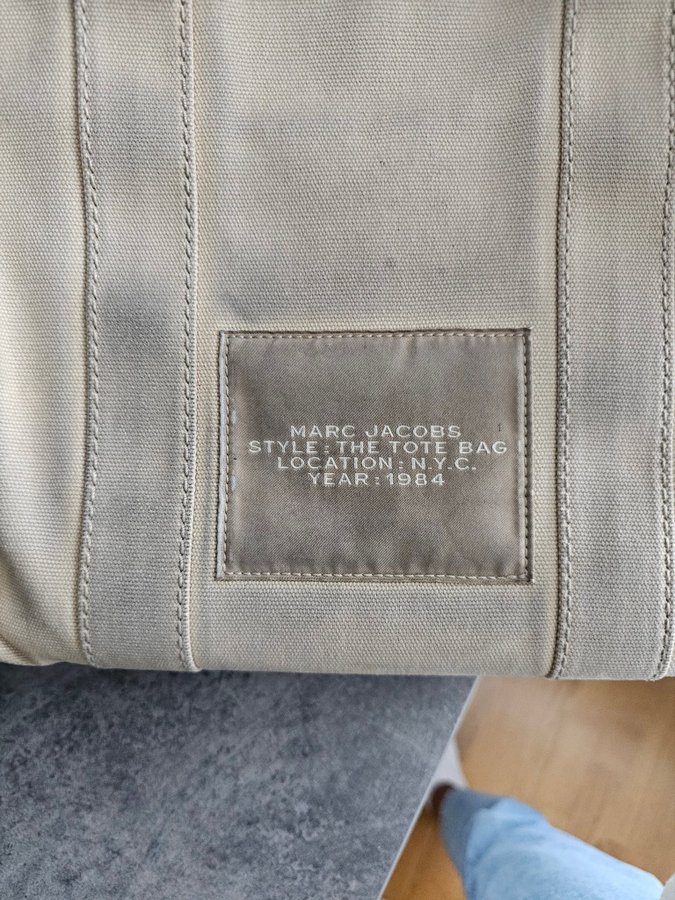 MARC JACOBS
STYLE: THE TOTE BAG
LOCATION: N.Y.C.
YEAR: 1984